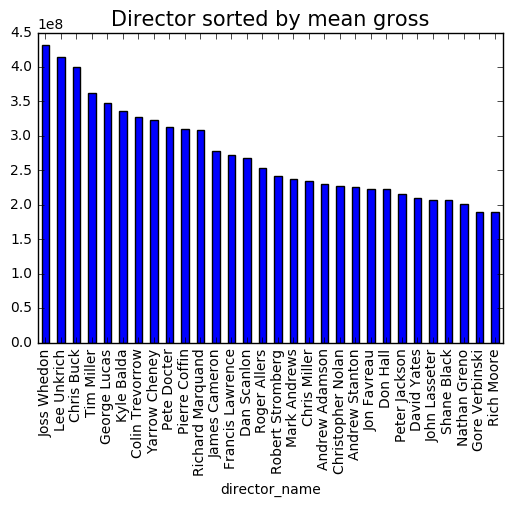 Director sorted by mean gross
1e8
4.5
4.0
3.5
3.0
2.5
2.0
1.5
1.0
0.5
0.0
Joss Whedon
Lee Unkrich
Chris Buck
Tim Miller
George Lucas
Kyle Balda
Colin Trevorrow
Yarrow Cheney
Pete Docter
Pierre Coffin
Richard Marquand
James Cameron
Francis Lawrence
Dan Scanlon
Roger Allers
Robert Stromberg
Mark Andrews
Chris Miller
Andrew Adamson
Christopher Nolan
Andrew Stanton
Jon Favreau
Don Hall
Peter Jackson
David Yates
John Lasseter
Shane Black
Nathan Greno
Gore Verbinski
Rich Moore
director_name